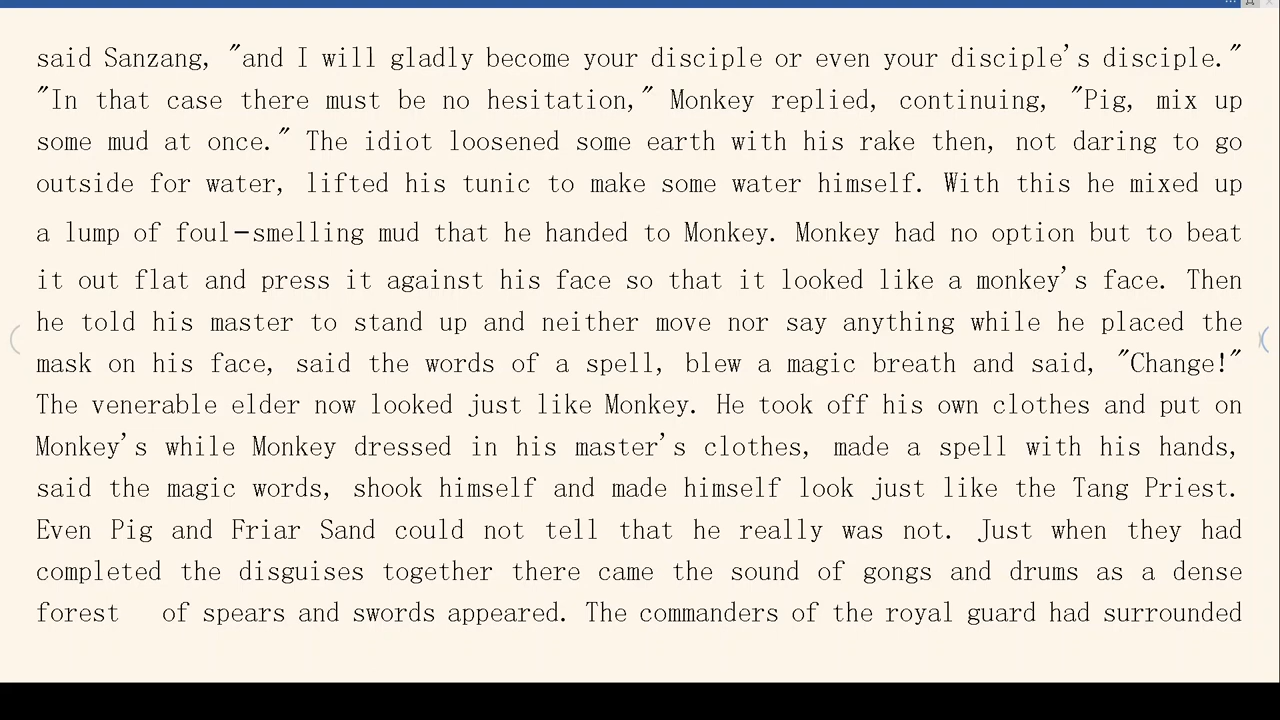 said Sanzang, "and I will gladly become your disciple or even your disciple's disciple."
"In that case there must be no hesitation," Monkey replied, continuing, "Pig, mix up
some mud at once." The idiot loosened some earth with his rake then, not daring to go
outside for water, lifted his tunic to make some water himself. With this he mixed up
a lump of foul-smelling mud that he handed to Monkey. Monkey had no option but to beat
it out flat and press it against his face so that it looked like a monkey's face. Then
he told his master to stand up and neither move nor say anything while he placed the
mask on his face, said the words of a spell, blew a magic breath and said, "Change!"
The venerable elder now looked just like Monkey. He took off his own clothes and put on
Monkey's while Monkey dressed in his master's clothes, made a spell with his hands,
said the magic words, shook himself and made himself look just like the Tang Priest.
Even Pig and Friar Sand could not tell that he really was not. Just when they had
completed the disguises together there came the sound of gongs and drums as a dense
forest of spears and swords appeared. The commanders of the royal guard had surrounded